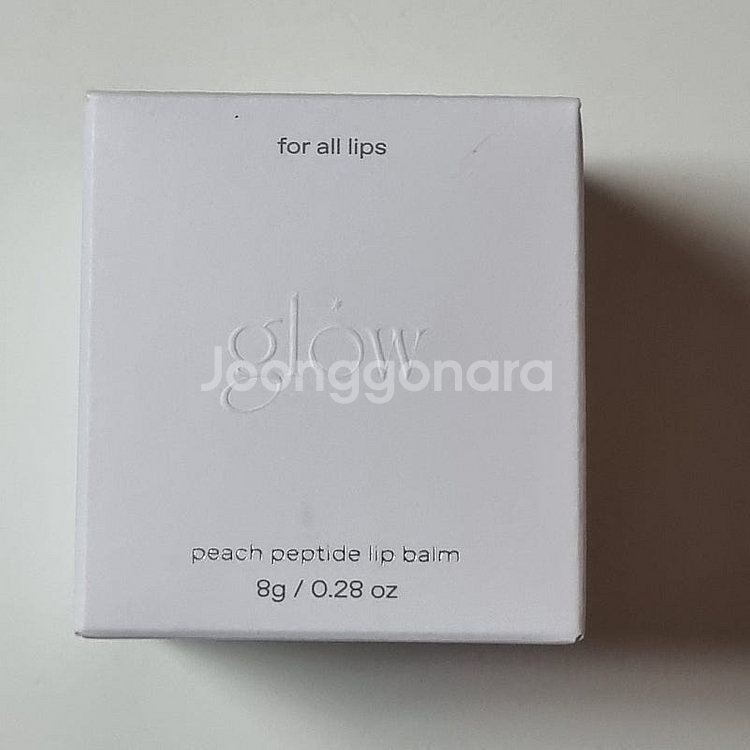 for all lips
glow
Joonggonara
peach peptide lip balm
8g / 0.28 oz